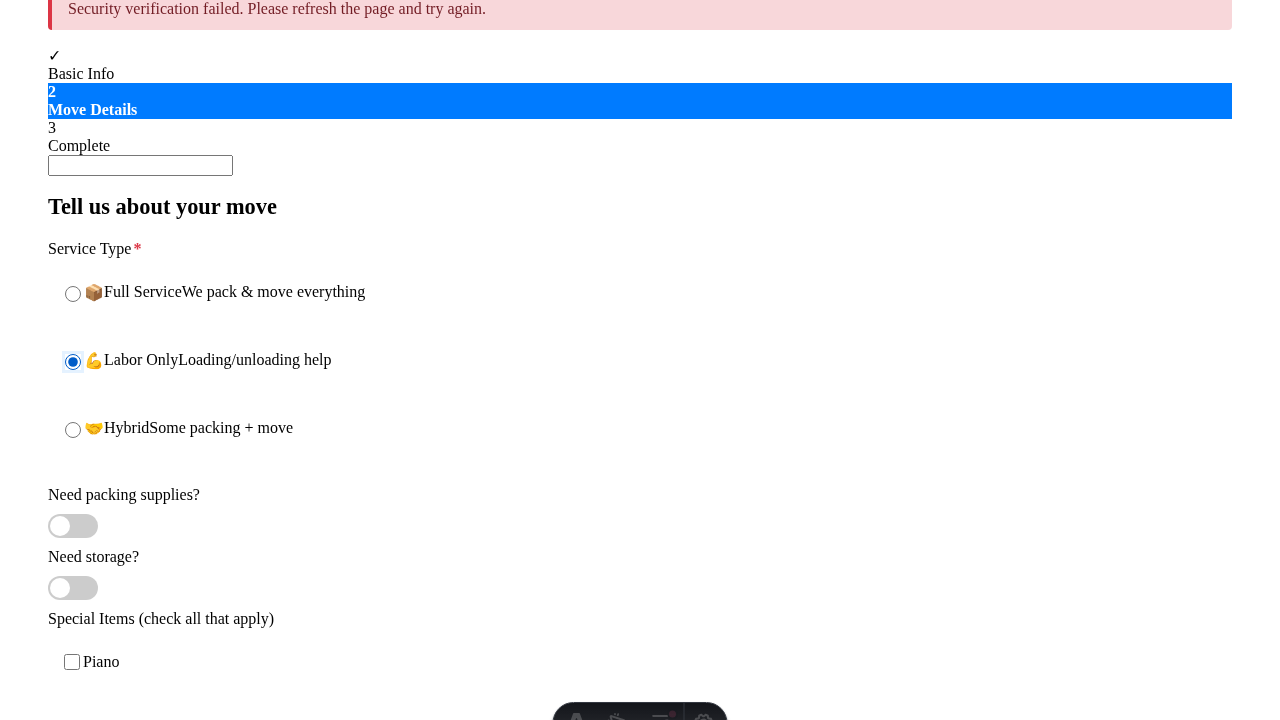 Security verification failed. Please refresh the page and try again.
✓
Basic Info
2
Move Details
3
Complete
Tell us about your move
Service Type *
📦Full ServiceWe pack & move everything
💪Labor OnlyLoading/unloading help
🤝HybridSome packing + move
Need packing supplies?
Need storage?
Special Items (check all that apply)
Piano